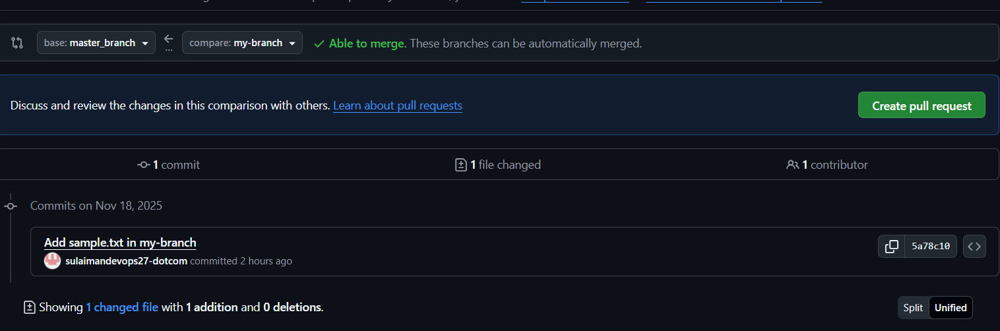 base: master_branch
compare: my-branch
Able to merge. These branches can be automatically merged.
Discuss and review the changes in this comparison with others. Learn about pull requests
Create pull request
1 commit
1 file changed
1 contributor
Commits on Nov 18, 2025
Add sample.txt in my-branch
5a78c10
sulaimandevops27-dotcom committed 2 hours ago
Showing 1 changed file with 1 addition and 0 deletions.
Split
Unified